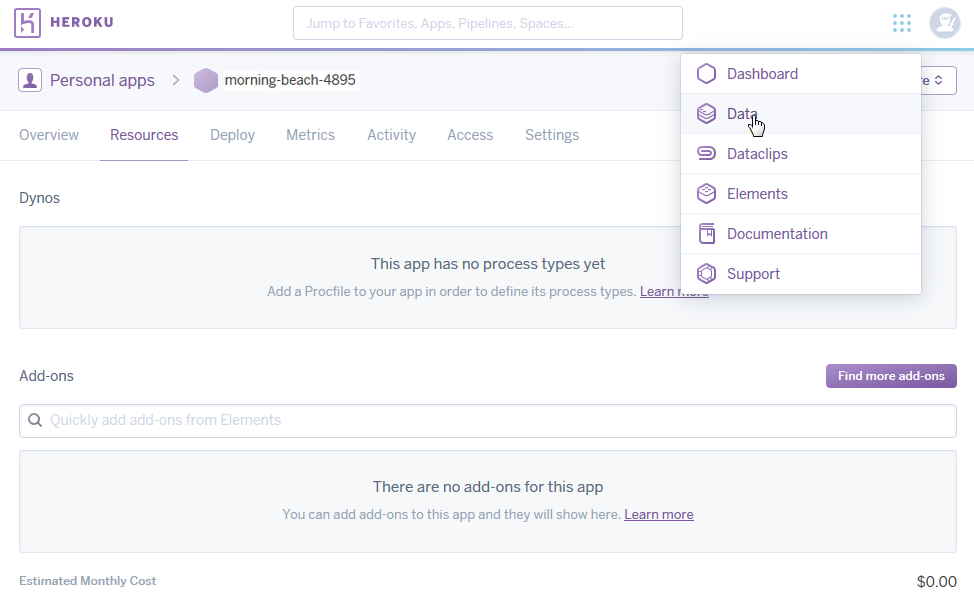 HEROKU
Jump to Favorites, Apps, Pipelines, Spaces...
Personal apps > morning-beach-4895
Dashboard
Data
Dataclips
Elements
Documentation
Support
Overview Resources Deploy Metrics Activity Access Settings
Dynos
This app has no process types yet
Add a Procfile to your app in order to define its process types. Learn more
Add-ons
Find more add-ons
Quickly add add-ons from Elements
There are no add-ons for this app
You can add add-ons to this app and they will show here. Learn more
Estimated Monthly Cost
$0.00